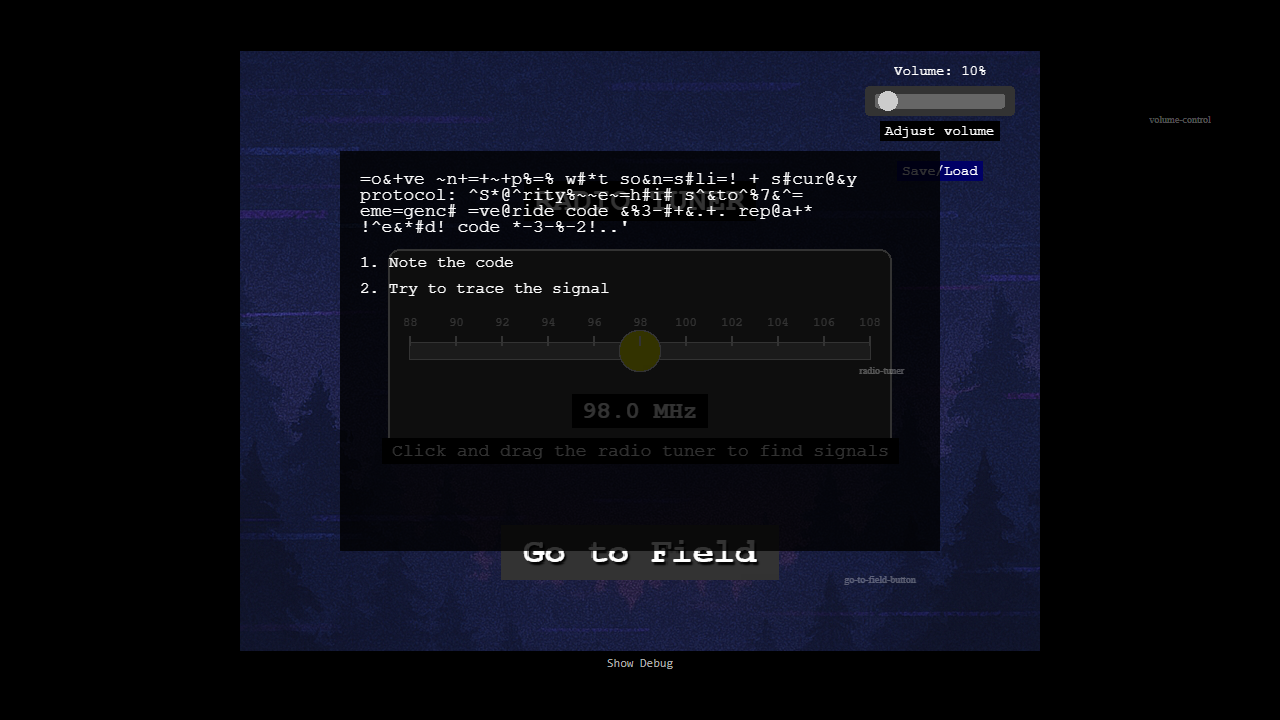 Volume: 10%
volume-control
Adjust volume
Save/Load
=o&+ve ~n+=+~+p%=% w#*t so&n=s#li=! + s#cur@&y
protocol: ^S*@^rity%~~e~=h#i# s^&to^%7&^=
RADIO TUNER
eme=genc# =ve@ride code &%3-#+&.+. rep@a+*
!^e&*#d! code *-3-%-2!..'
1. Note the code
2. Try to trace the signal
88 90 92 94 96 98 100 102 104 106 108
radio-tuner
98.0 MHz
Click and drag the radio tuner to find signals
Go to Field
go-to-field-button
Show Debug